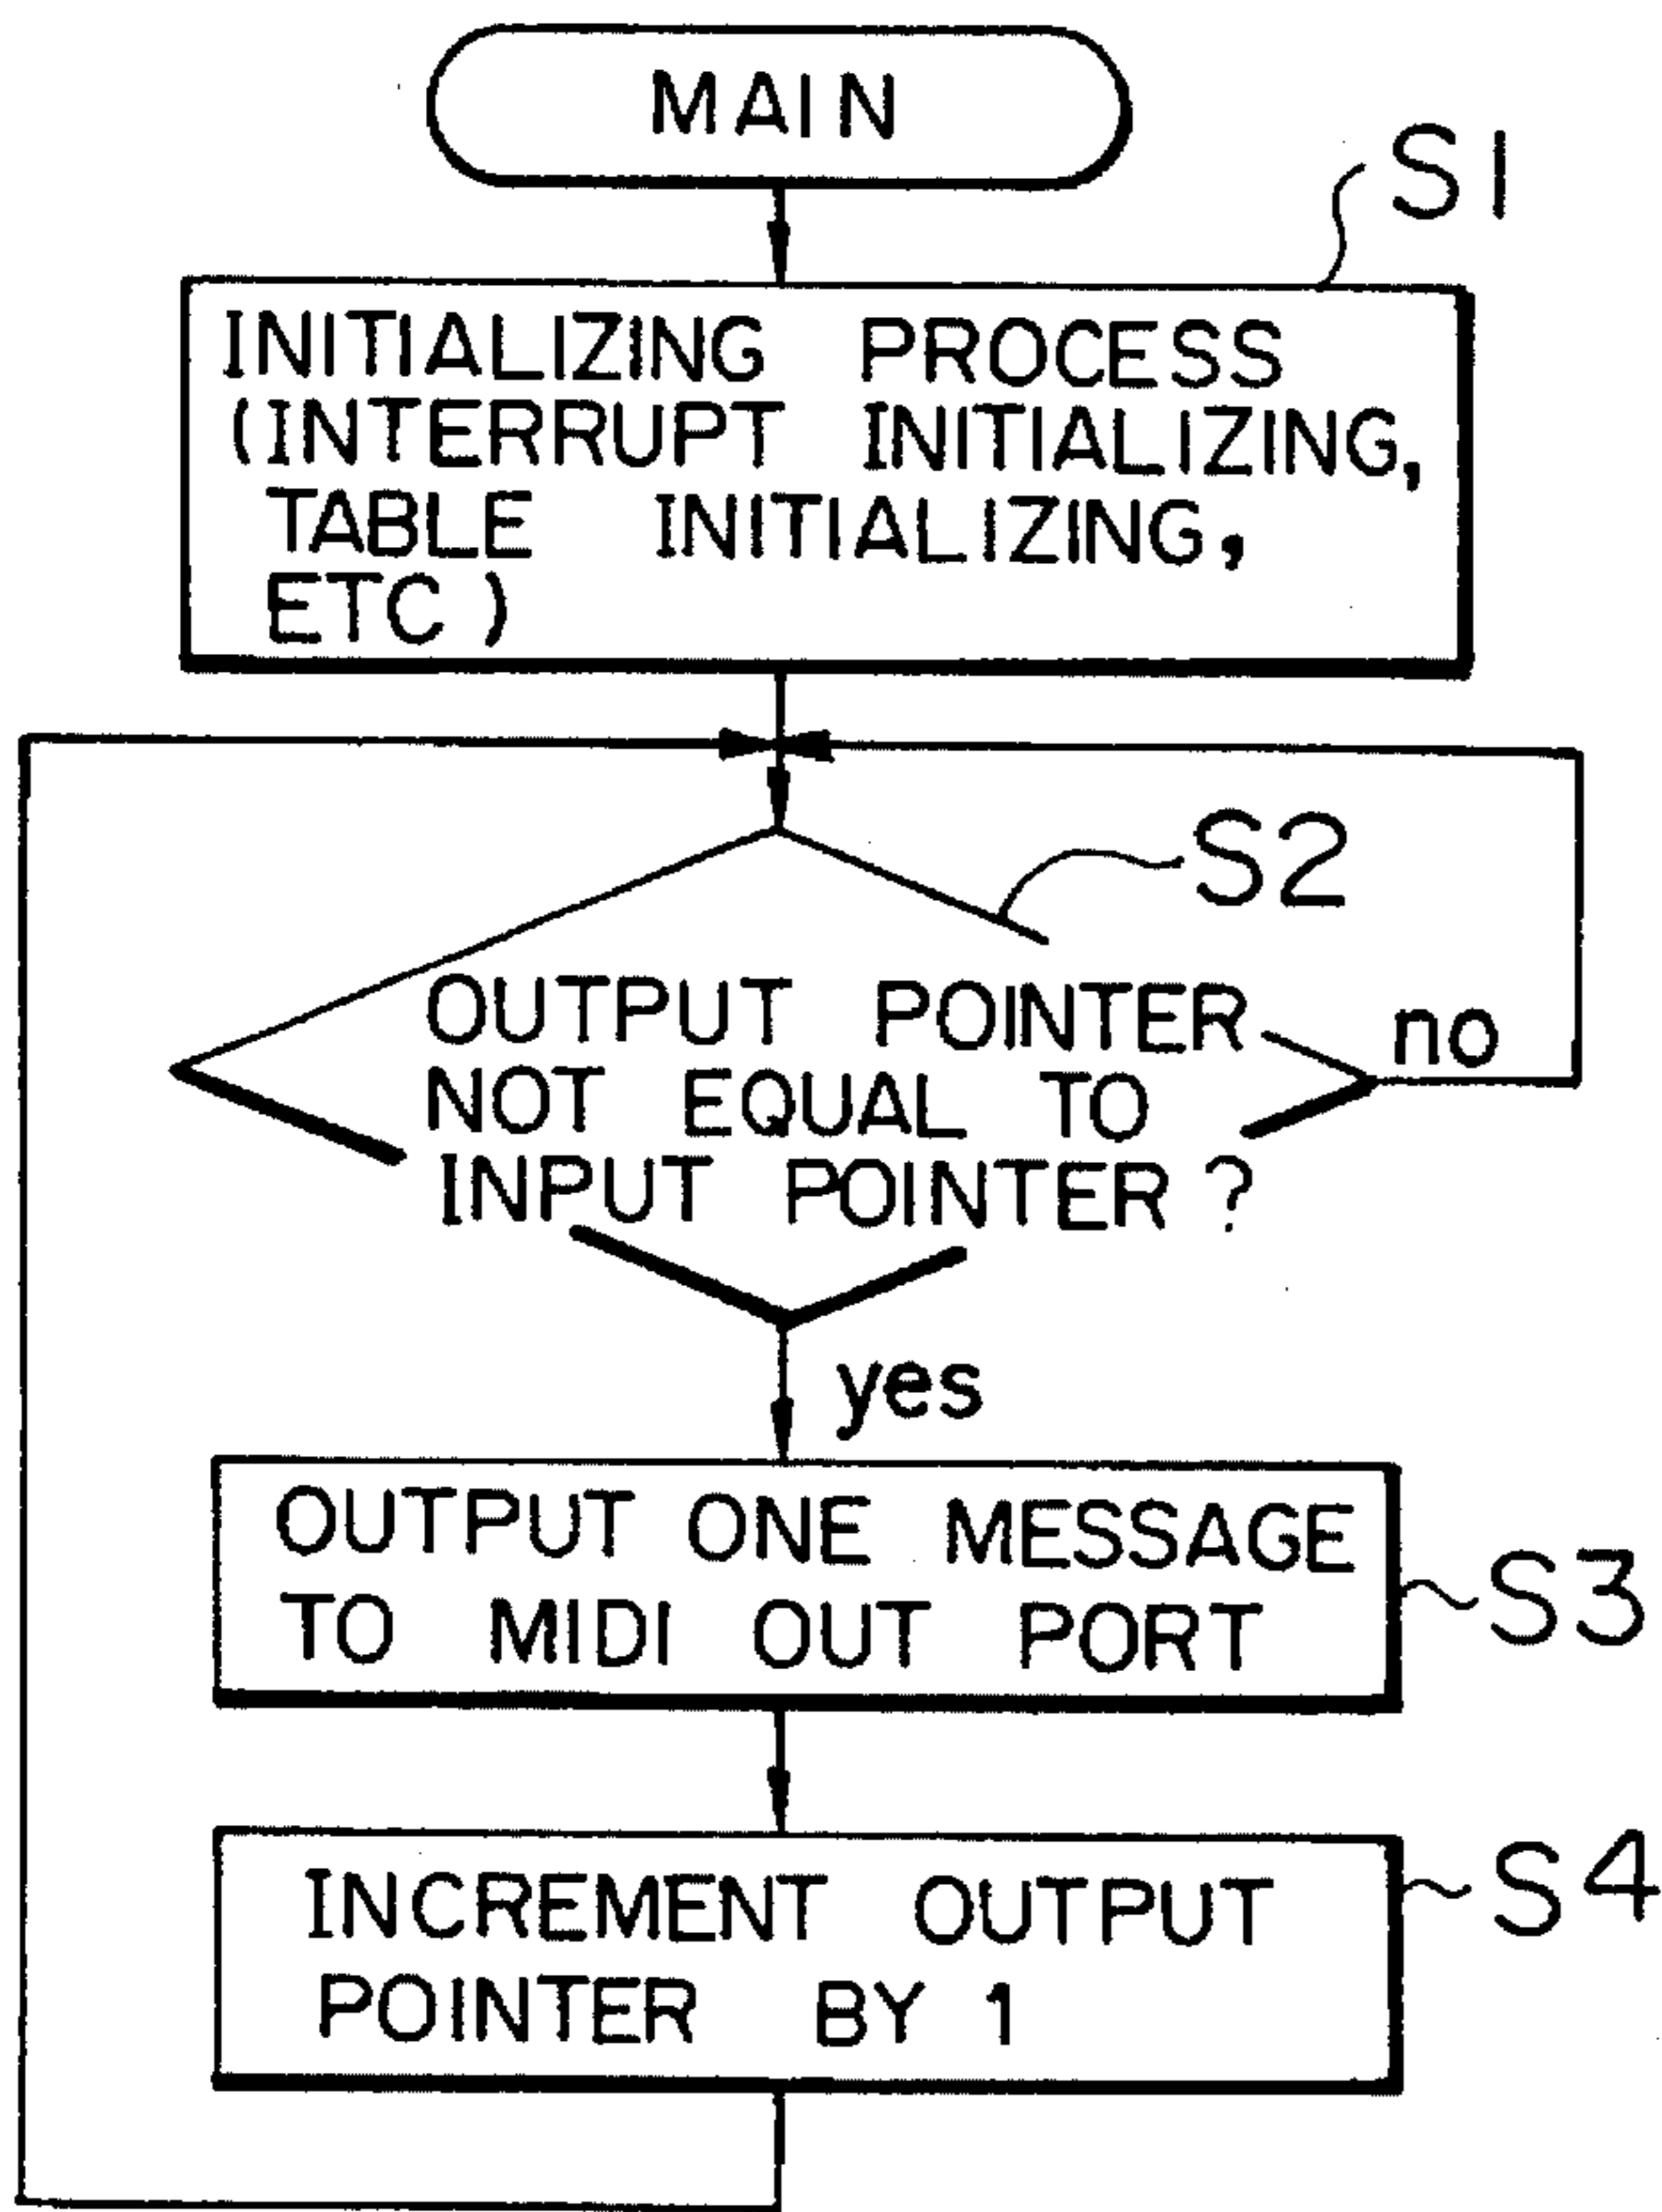 MAIN
S1
INITIALIZING PROCESS
(INTERRUPT INITIALIZING,
TABLE INITIALIZING,
ETC)
S2
OUTPUT POINTER
NOT EQUAL TO
INPUT POINTER?
no
yes
OUTPUT ONE MESSAGE
TO MIDI OUT PORT
S3
INCREMENT OUTPUT
POINTER BY 1
S4